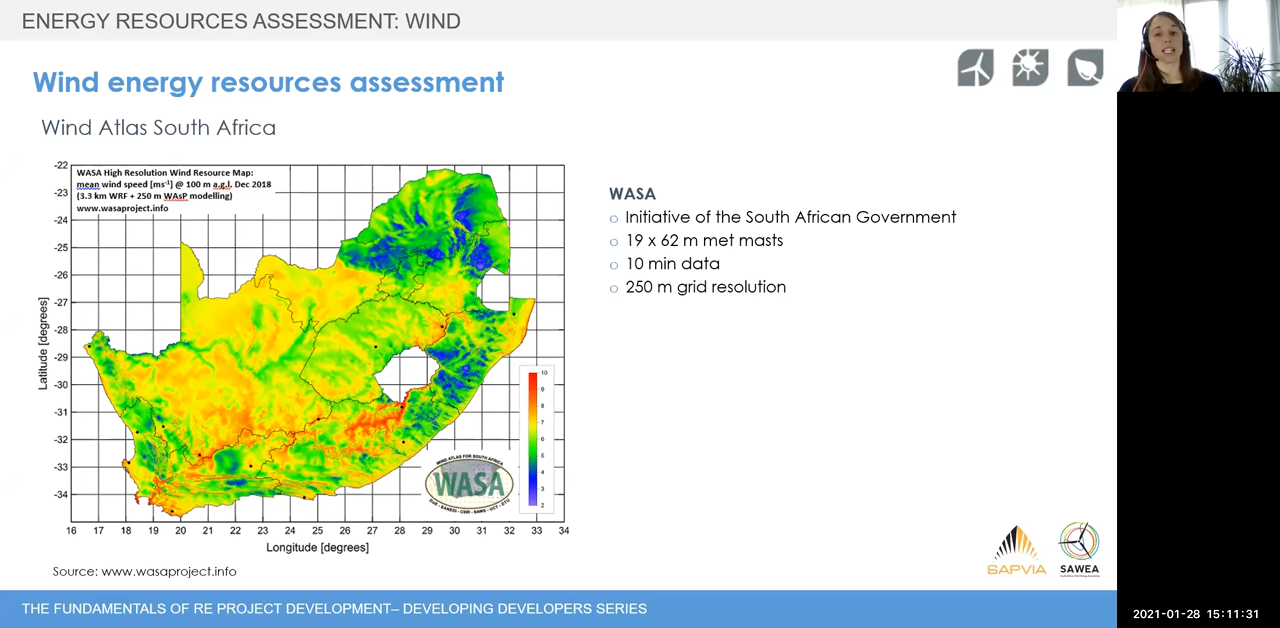 ENERGY RESOURCES ASSESSMENT: WIND
Wind energy resources assessment
Wind Atlas South Africa
WASA High Resolution Wind Resource Map:
mean wind speed [ms⁻¹] @ 100 m a.g.l, Dec 2018
(3.3 km WRF + 250 m WAsP modelling)
www.wasaproject.info
-22
-23
-24
-25
-26
-27
-28
-29
-30
-31
-32
-33
-34
Latitude [degrees]
16 17 18 19 20 21 22 23 24 25 26 27 28 29 30 31 32 33 34
Longitude [degrees]
10
9
8
7
6
5
4
3
2
WIND ATLAS FOR SOUTH AFRICA
WASA
Source: www.wasaproject.info
WASA
Initiative of the South African Government
19 x 62 m met masts
10 min data
250 m grid resolution
SAPVIA
SAWEA
THE FUNDAMENTALS OF RE PROJECT DEVELOPMENT– DEVELOPING DEVELOPERS SERIES
2021-01-28 15:11:31